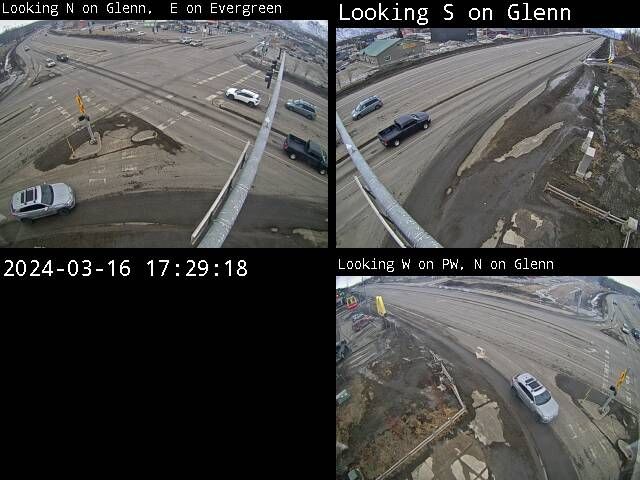 Looking N on Glenn, E on Evergreen
Looking S on Glenn
2024-03-16 17:29:18
Looking W on PW, N on Glenn